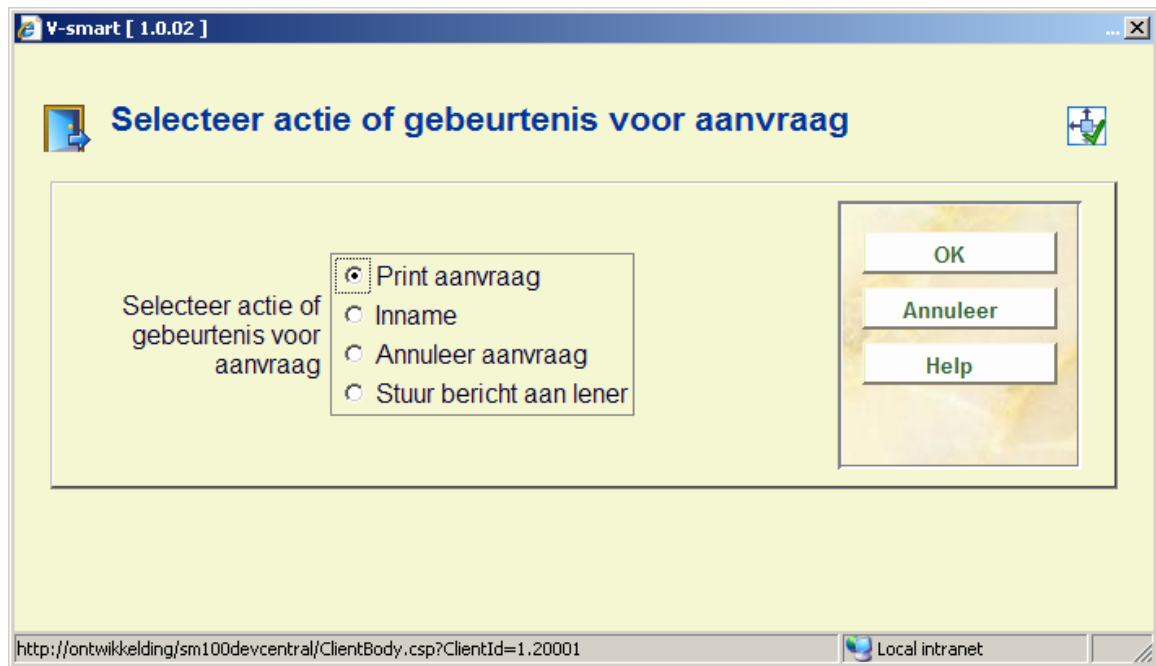 V-smart [ 1.0.02 ]
...
Selecteer actie of gebeurtenis voor aanvraag
Selecteer actie of
gebeurtenis voor
aanvraag
Print aanvraag
Inname
Annuleer aanvraag
Stuur bericht aan lener
OK
Annuleer
Help
http://ontwikkelding/sm100devcentral/ClientBody.csp?ClientId=1.20001
Local intranet